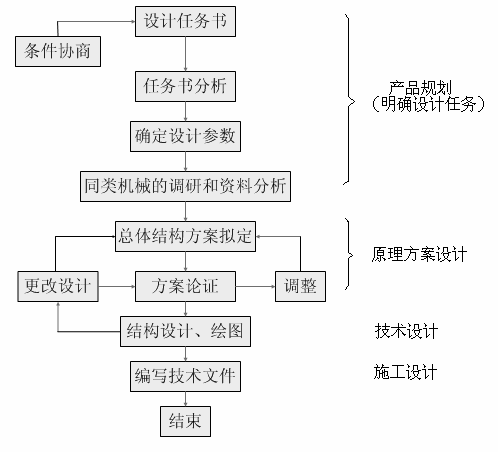 设计任务书
条件协商
任务书分析
产品规划
（明确设计任务）
确定设计参数
同类机械的调研和资料分析
总体结构方案拟定
原理方案设计
更改设计
方案论证
调整
结构设计、绘图
技术设计
编写技术文件
施工设计
结束